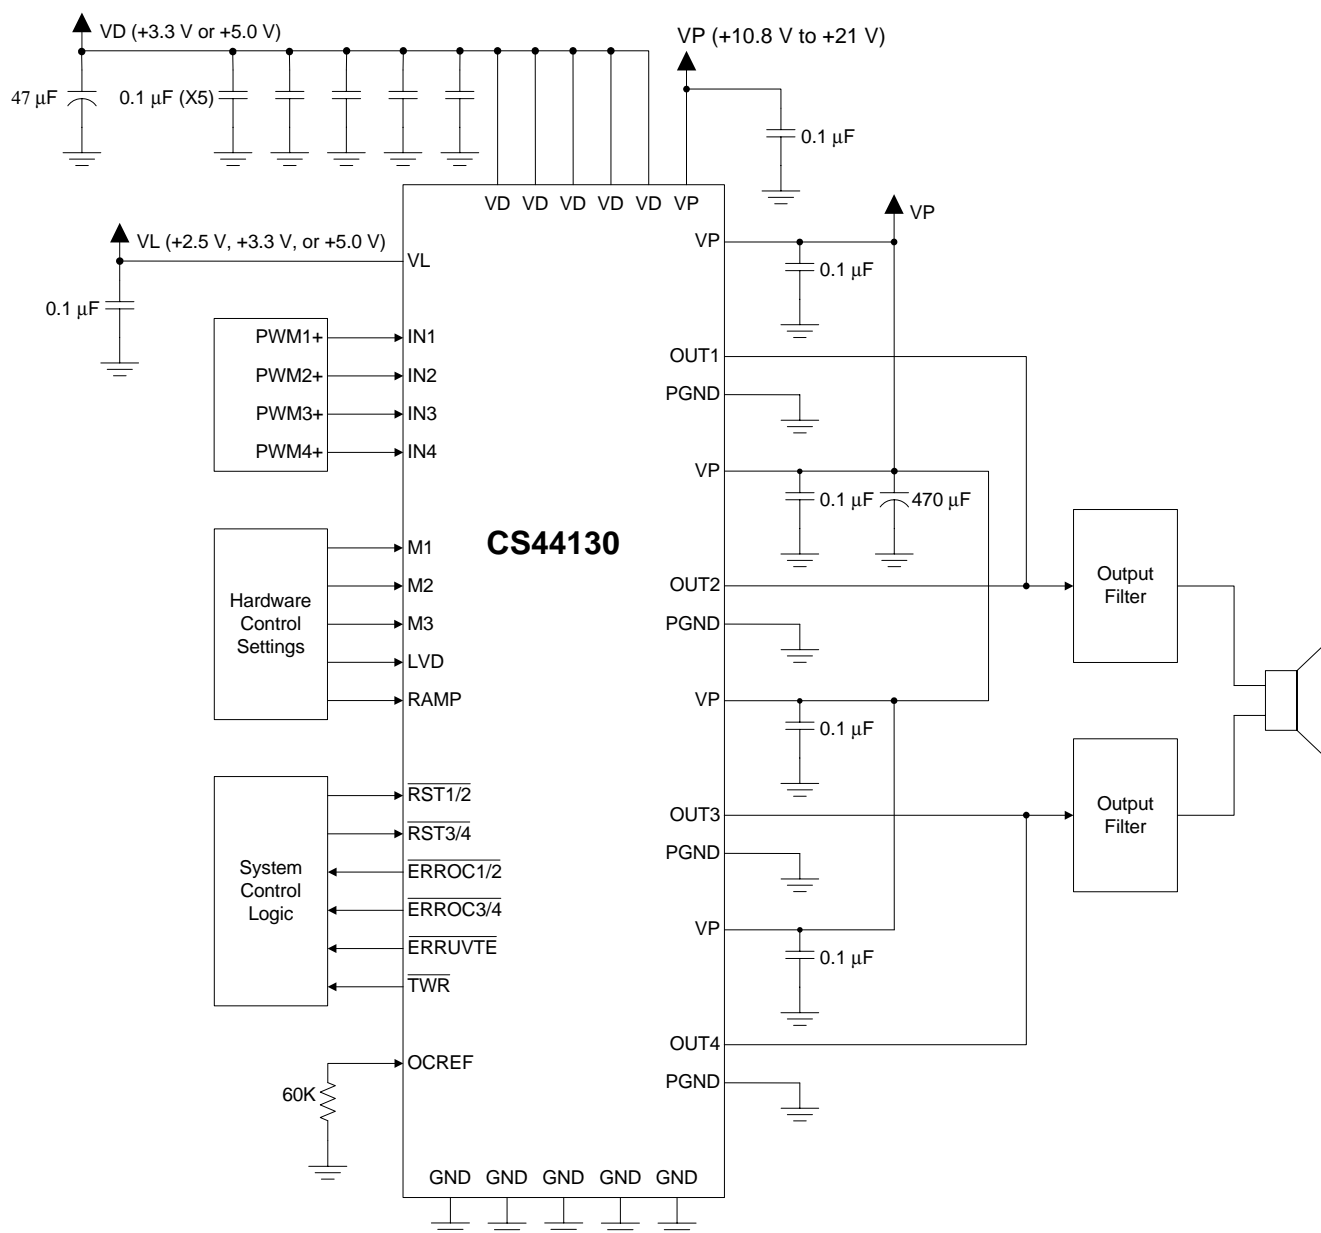 VD (+3.3 V or +5.0 V)
VP (+10.8 V to +21 V)
47 µF
0.1 µF (X5)
0.1 µF
VD VD VD VD VD VP
VP
VL (+2.5 V, +3.3 V, or +5.0 V)
VL
VP
0.1 µF
0.1 µF
PWM1+
IN1
PWM2+
IN2
PWM3+
IN3
PWM4+
IN4
OUT1
PGND
VP
0.1 µF
470 µF
CS44130
Hardware
Control
Settings
M1
M2
M3
LVD
RAMP
OUT2
PGND
VP
0.1 µF
Output
Filter
System
Control
Logic
RST1/2
RST3/4
ERROC1/2
ERROC3/4
ERRUVTE
TWR
OUT3
PGND
VP
0.1 µF
Output
Filter
OCREF
60K
OUT4
PGND
GND GND GND GND GND